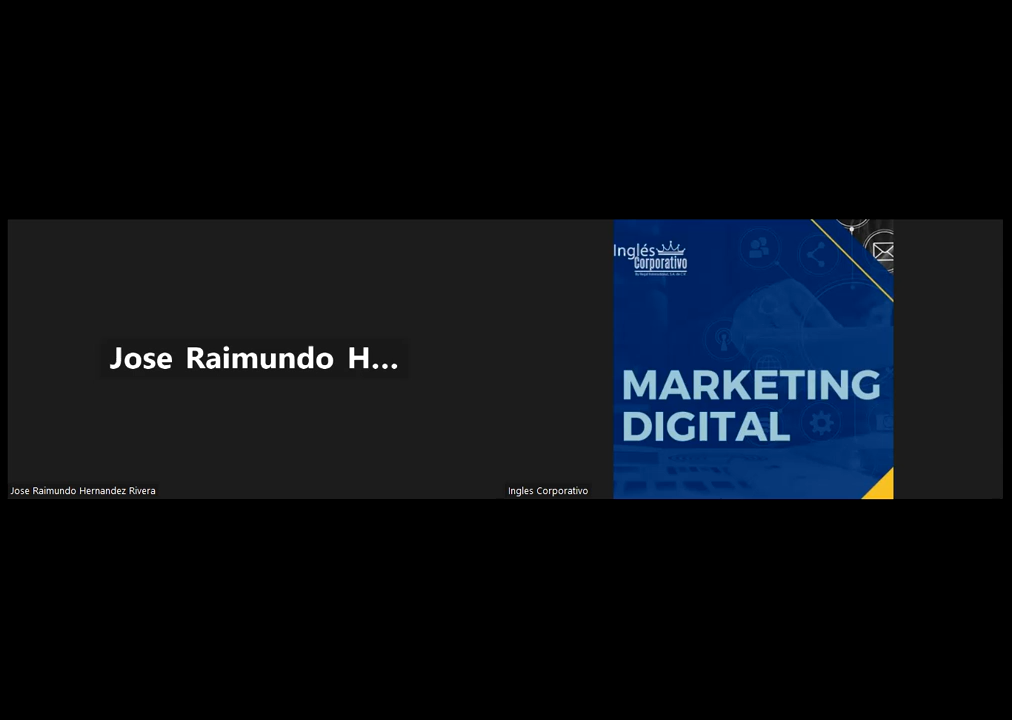 Jose Raimundo H...
Jose Raimundo Hernandez Rivera
Inglés
Corporativo
MARKETING
DIGITAL
Ingles Corporativo